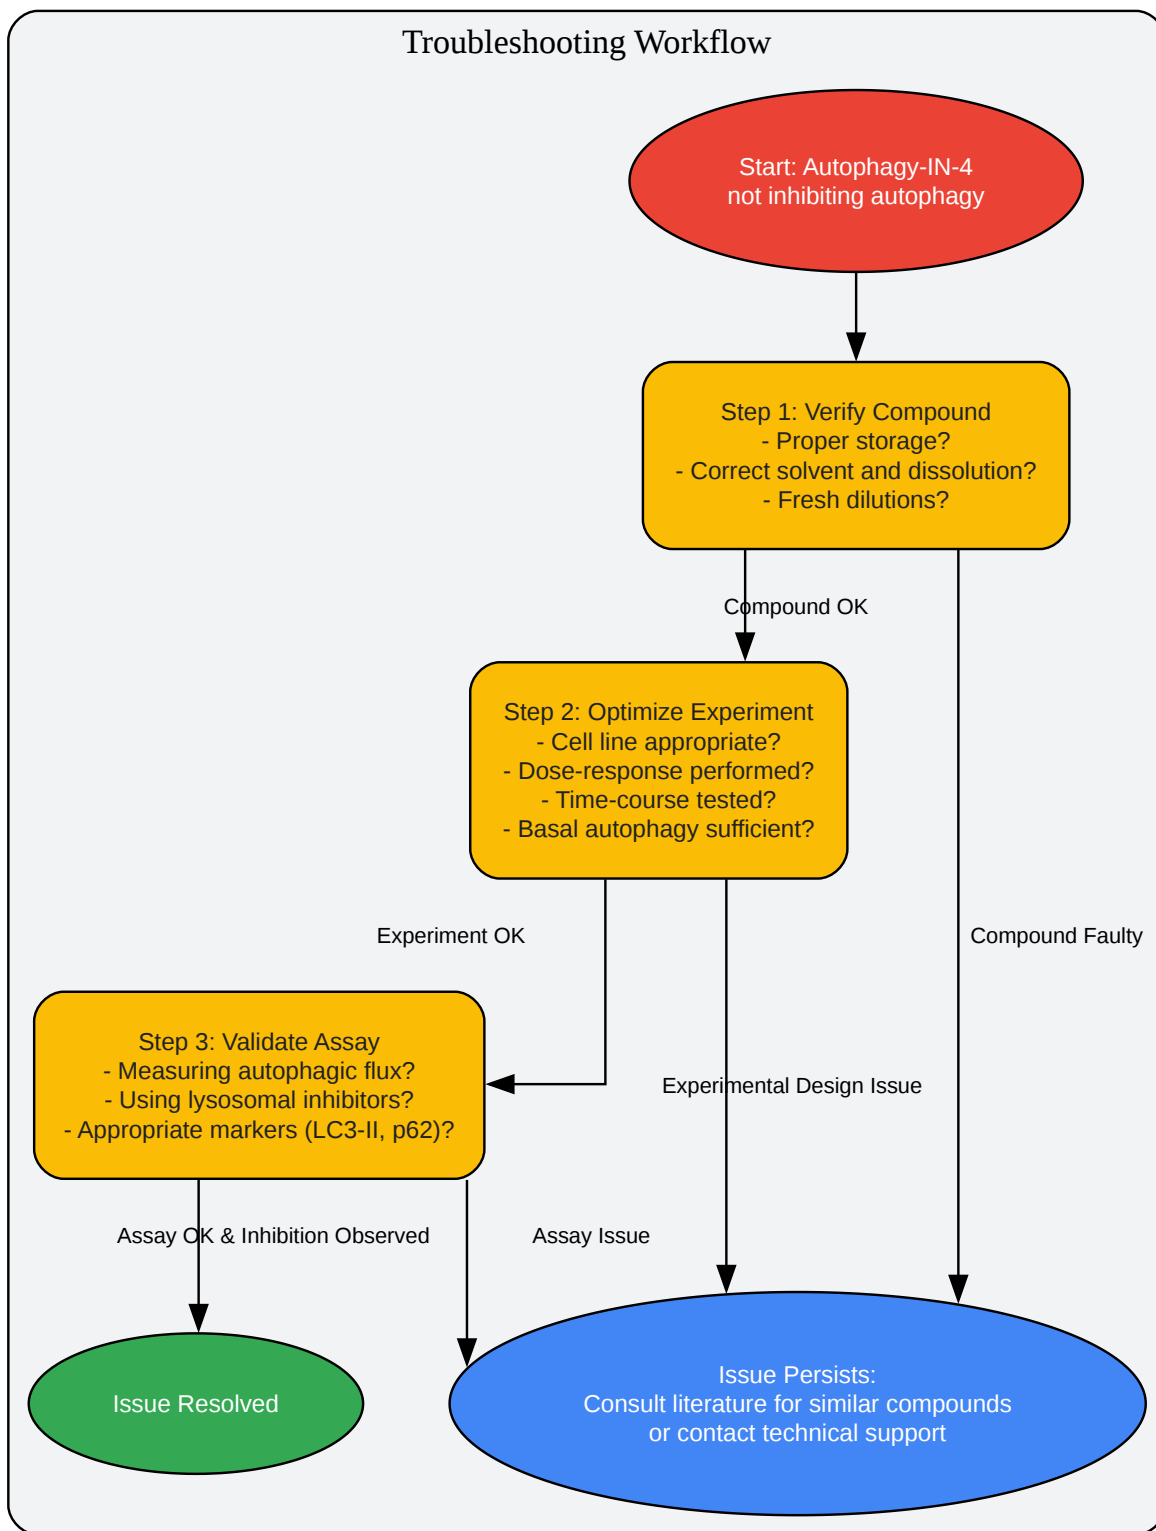 Troubleshooting Workflow
Start: Autophagy-IN-4
not inhibiting autophagy
Step 1: Verify Compound
- Proper storage?
- Correct solvent and dissolution?
- Fresh dilutions?
Compound OK
Step 2: Optimize Experiment
- Cell line appropriate?
- Dose-response performed?
- Time-course tested?
- Basal autophagy sufficient?
Experiment OK
Compound Faulty
Step 3: Validate Assay
- Measuring autophagic flux?
- Using lysosomal inhibitors?
- Appropriate markers (LC3-II, p62)?
Experimental Design Issue
Assay OK & Inhibition Observed
Assay Issue
Issue Resolved
Issue Persists:
Consult literature for similar compounds
or contact technical support